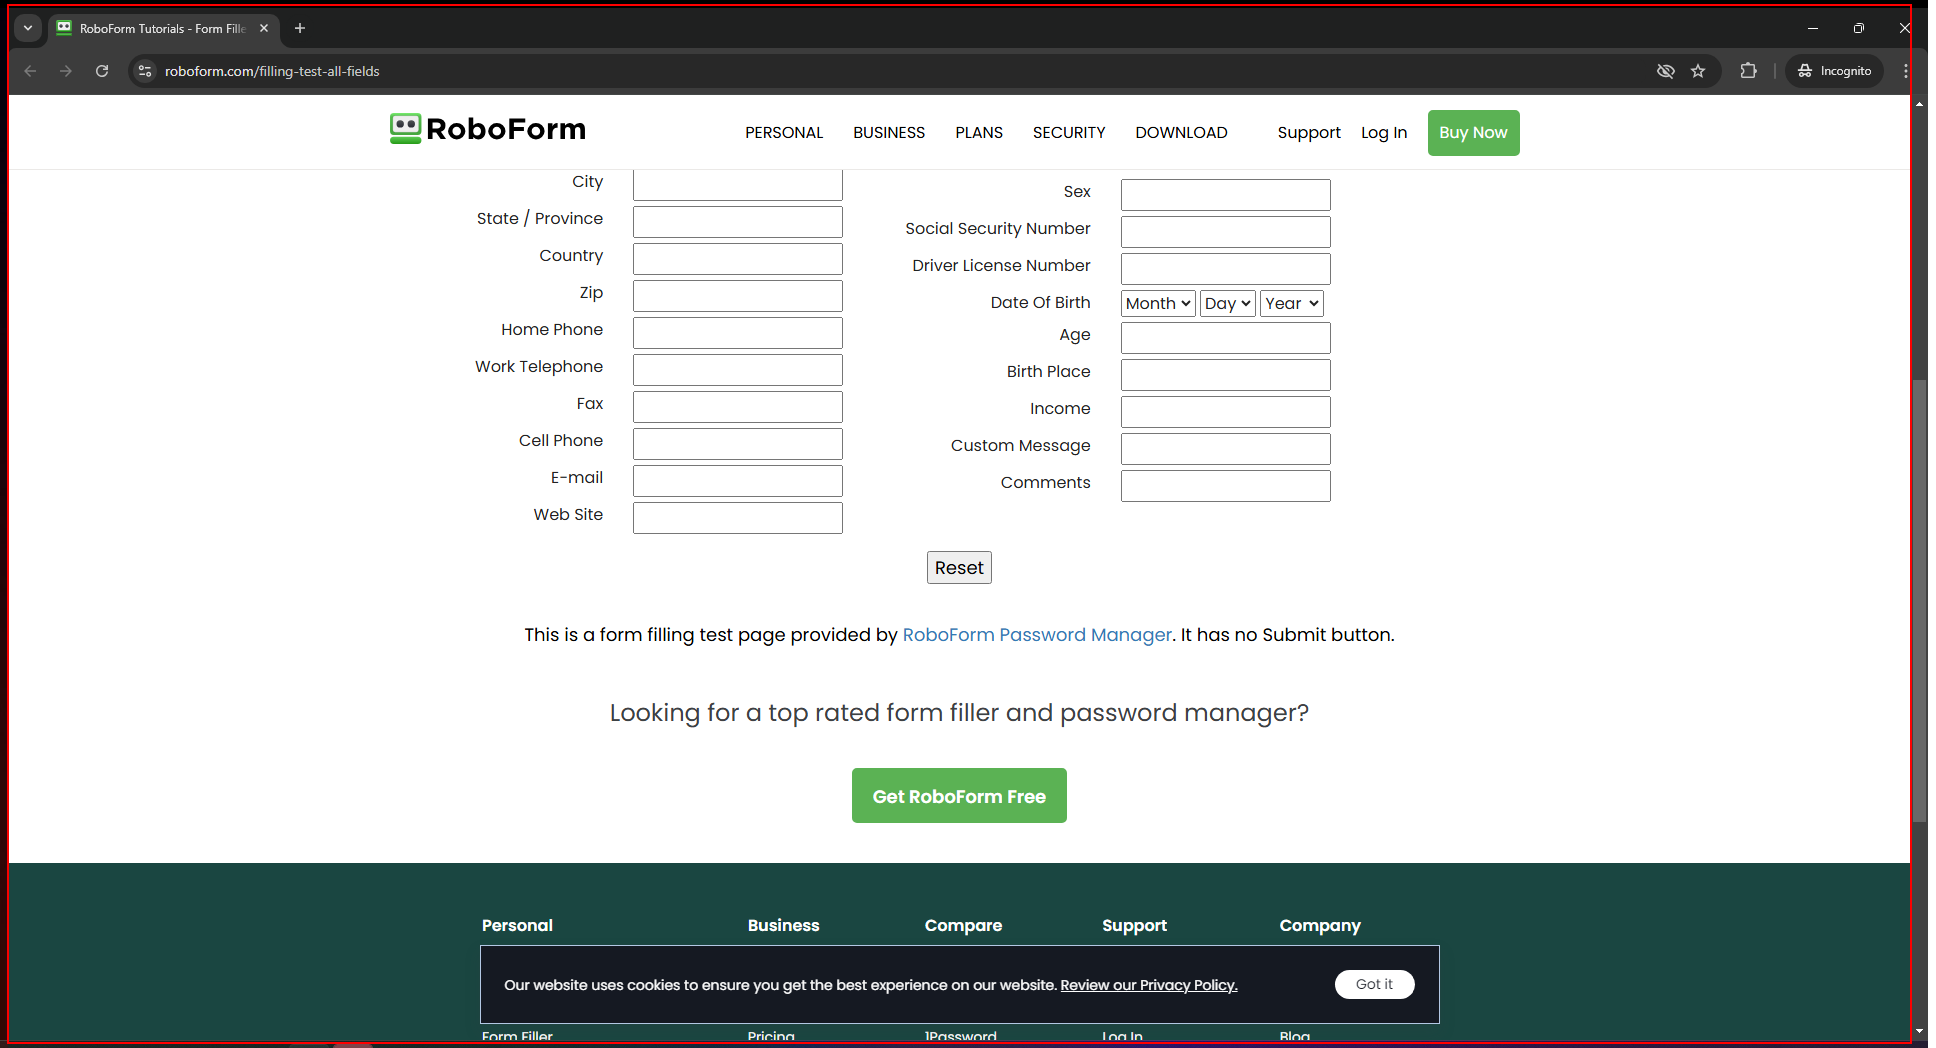 RoboForm Tutorials - Form Fille
roboform.com/filling-test-all-fields
Incognito
RoboForm
PERSONAL BUSINESS PLANS SECURITY DOWNLOAD Support Log In Buy Now
City
State / Province
Country
Zip
Home Phone
Work Telephone
Fax
Cell Phone
E-mail
Web Site
Sex
Social Security Number
Driver License Number
Date Of Birth Month Day Year
Age
Birth Place
Income
Custom Message
Comments
Reset
This is a form filling test page provided by RoboForm Password Manager. It has no Submit button.
Looking for a top rated form filler and password manager?
Get RoboForm Free
Personal Business Compare Support Company
Our website uses cookies to ensure you get the best experience on our website. Review our Privacy Policy.
Got it
Form Filler Pricing 1Password Log In Blog